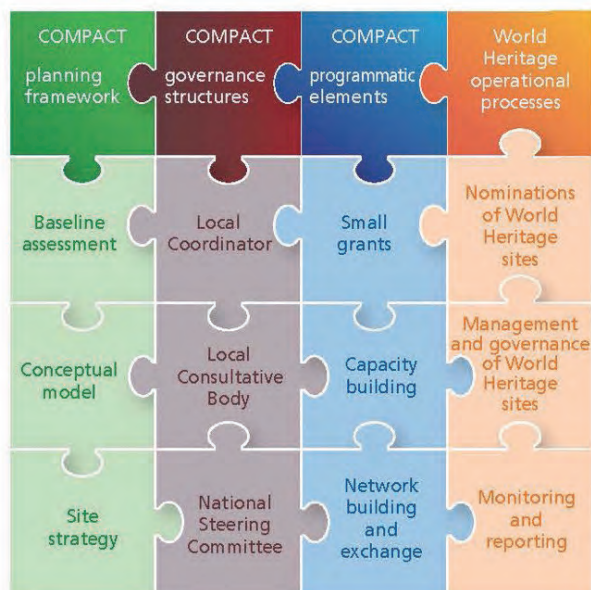 COMPACT
planning
framework
COMPACT
governance
structures
COMPACT
programmatic
elements
World
Heritage
operational
processes
Baseline
assessment
Local
Coordinator
Small
grants
Nominations
of World
Heritage
sites
Conceptual
model
Local
Consultative
Body
Capacity
building
Management
and governance
of World
Heritage
sites
Site
strategy
National
Steering
Committee
Network
building
and
exchange
Monitoring
and
reporting